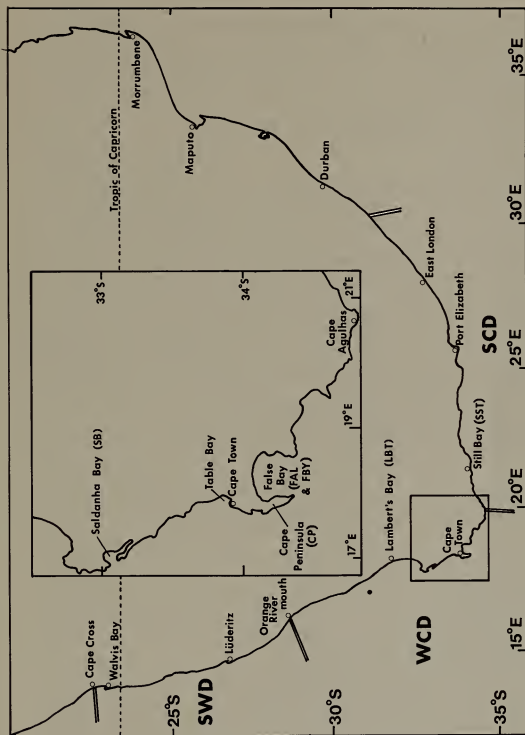 Tropic of Capricorn
Morrumbene
Maputo
Durban
East London
Port Elizabeth
SCD
Still Bay (SST)
Lambert's Bay (LBT)
Cape
Town
WCD
Orange
River
mouth
Lüderitz
SWD
Walvis Bay
Cape Cross
Saldanha Bay (SB)
Table Bay
Cape Town
False
Bay
(FAL
& FBY)
Cape
Peninsula
(CP)
Cape
Agulhas
33°S
34°S
17°E
19°E
21°E
25°S
30°S
35°S
15°E
20°E
25°E
30°E
35°E